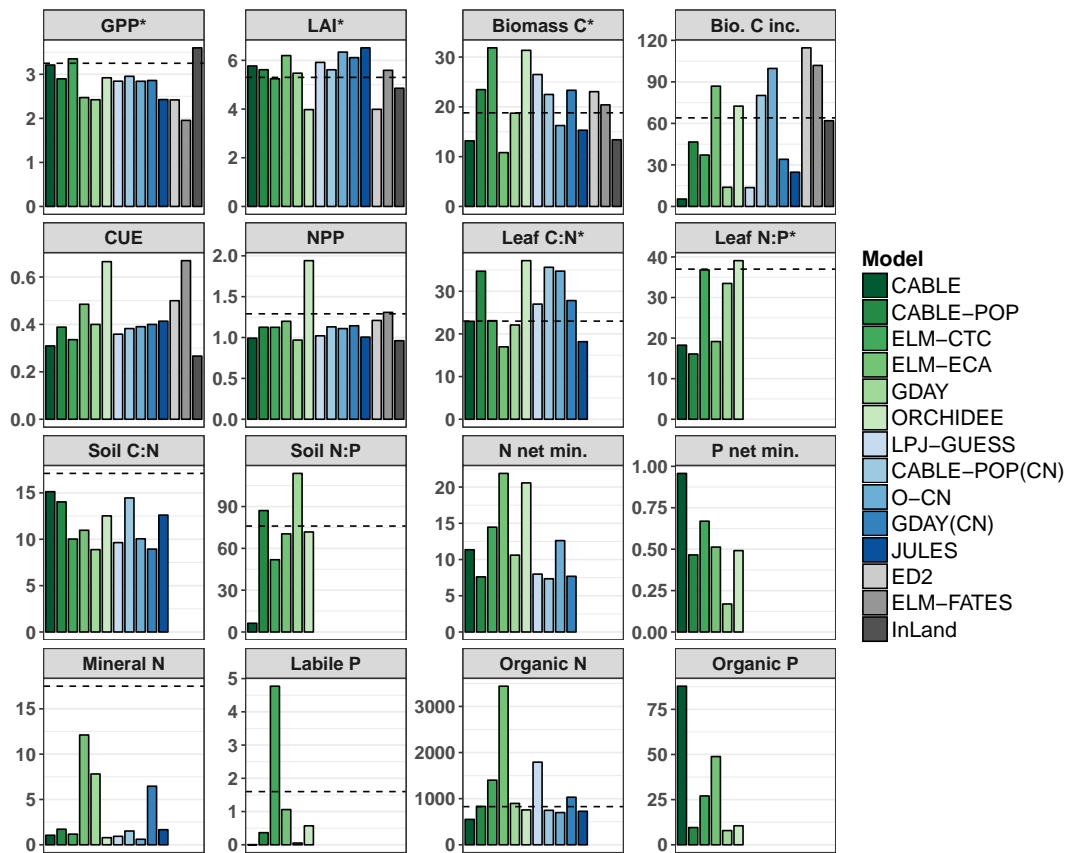 GPP* LAI* Biomass C* Bio. C inc.
3 2 1 0
6 4 2 0
30 20 10 0
120 90 60 30 0
CUE NPP Leaf C:N* Leaf N:P*
0.6 0.4 0.2 0.0
2.0 1.5 1.0 0.5 0.0
30 20 10 0
40 30 20 10 0
Soil C:N Soil N:P N net min. P net min.
15 10 5 0
90 60 30 0
20 15 10 5 0
1.00 0.75 0.50 0.25 0.00
Mineral N Labile P Organic N Organic P
15 10 5 0
5 4 3 2 1 0
3000 2000 1000 0
75 50 25 0
Model
CABLE
CABLE−POP
ELM−CTC
ELM−ECA
GDAY
ORCHIDEE
LPJ−GUESS
CABLE−POP(CN)
O−CN
GDAY(CN)
JULES
ED2
ELM−FATES
InLand